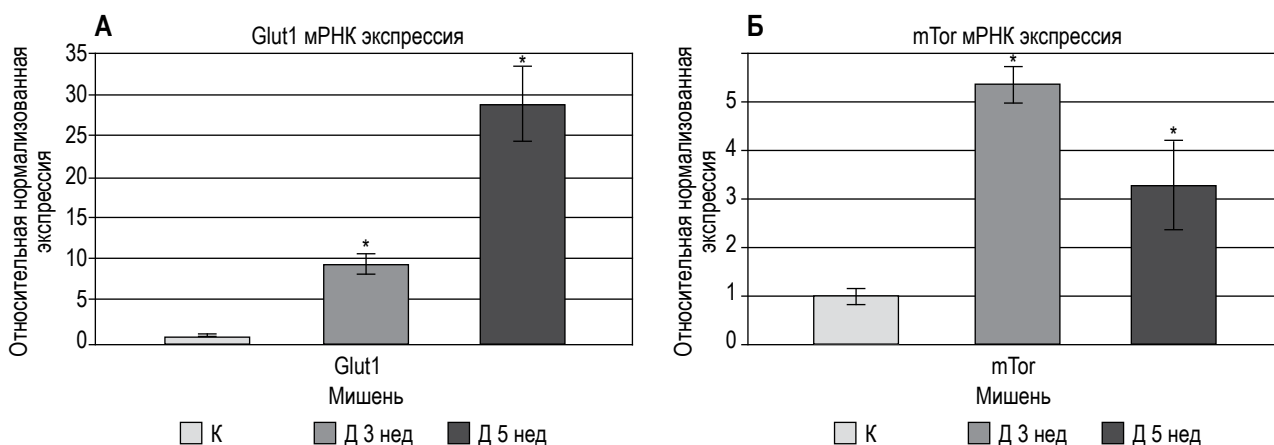 А
Glut1 мРНК экспрессия
Относительная нормализованная
экспрессия
35
30
25
20
15
10
5
0
*
*
Glut1
Мишень
К
Д 3 нед
Д 5 нед
Б
mTor мРНК экспрессия
Относительная нормализованная
экспрессия
5
4
3
2
1
0
*
*
mTor
Мишень
К
Д 3 нед
Д 5 нед